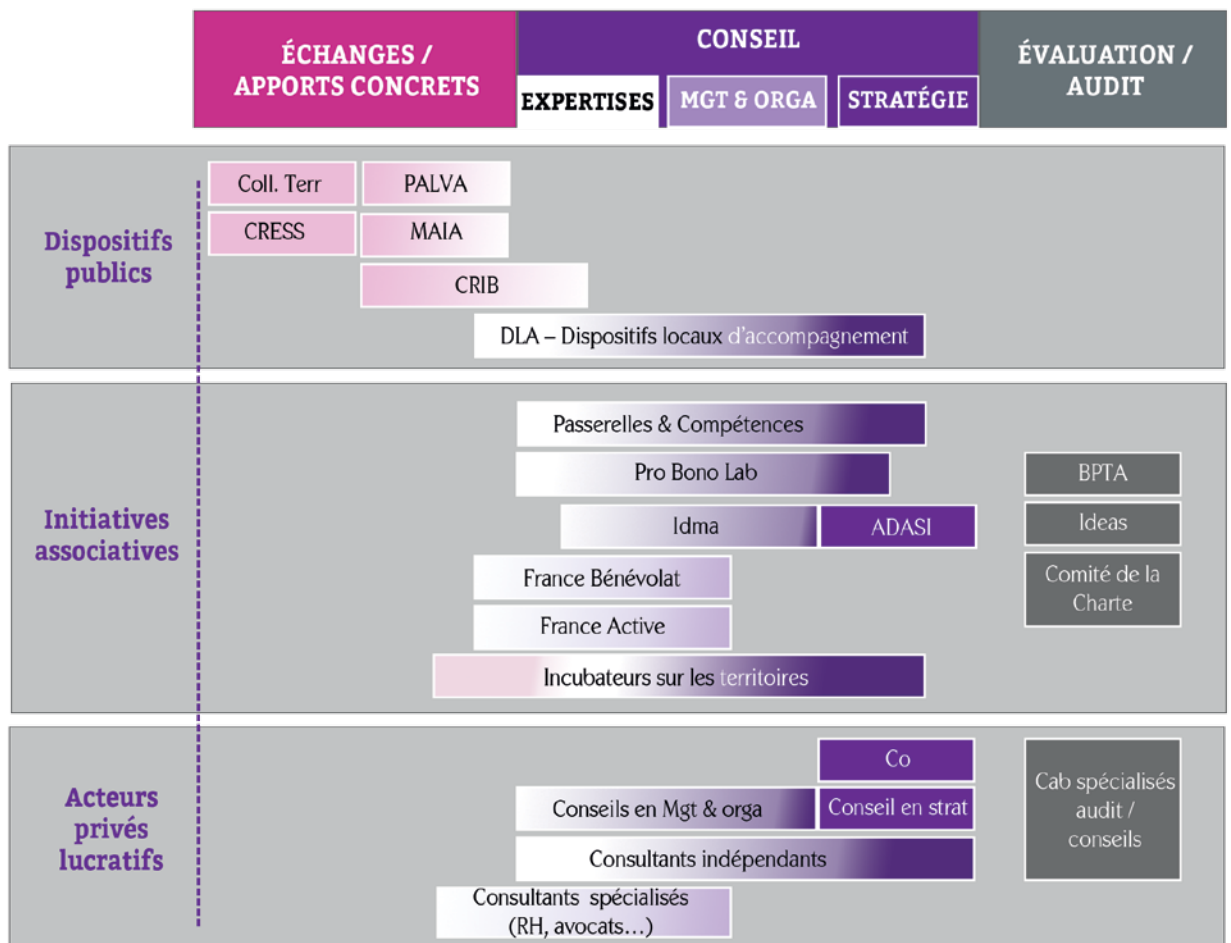 ÉCHANGES /
APPORTS CONCRETS
CONSEIL
EXPERTISES
MGT & ORGA
STRATÉGIE
ÉVALUATION /
AUDIT
Dispositifs
publics
Coll. Terr
PALVA
CRESS
MAIA
CRIB
DLA – Dispositifs locaux d'accompagnement
Initiatives
associatives
Passerelles & Compétences
Pro Bono Lab
Idma
ADASI
France Bénévolat
France Active
Incubateurs sur les territoires
BPTA
Ideas
Comité de la
Charte
Acteurs
privés
lucratifs
Co
Conseils en Mgt & orga
Conseil en strat
Consultants indépendants
Consultants spécialisés
(RH, avocats…)
Cab spécialisés
audit /
conseils